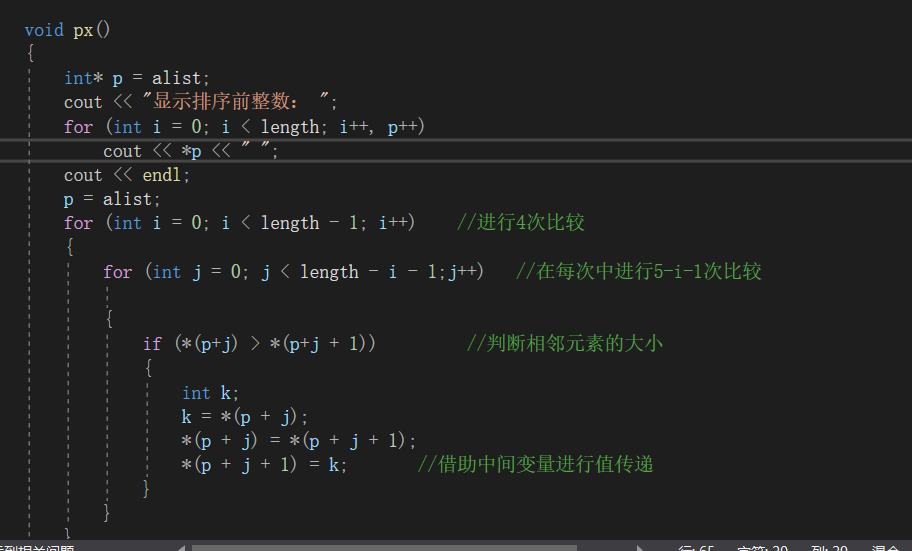 void px()
{
int* p = alist;
cout << "显示排序前整数： ";
for (int i = 0; i < length; i++, p++)
cout << *p << " ";
cout << endl;
p = alist;
for (int i = 0; i < length - 1; i++) //进行4次比较
{
for (int j = 0; j < length - i - 1;j++) //在每次中进行5-i-1次比较
{
if (*(p+j) > *(p+j + 1)) //判断相邻元素的大小
{
int k;
k = *(p + j);
*(p + j) = *(p + j + 1);
*(p + j + 1) = k; //借助中间变量进行值传递
}
}
}
到相关问题 行: 65 字符: 20 列: 20 混合